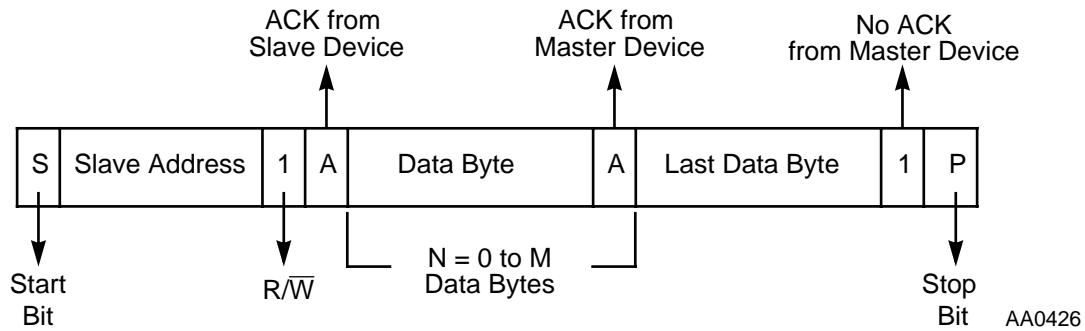 ACK from
Slave Device
ACK from
Master Device
No ACK
from Master Device
S
Slave Address
1
A
Data Byte
A
Last Data Byte
1
P
Start
Bit
R/W̅
N = 0 to M
Data Bytes
Stop
Bit
AA0426